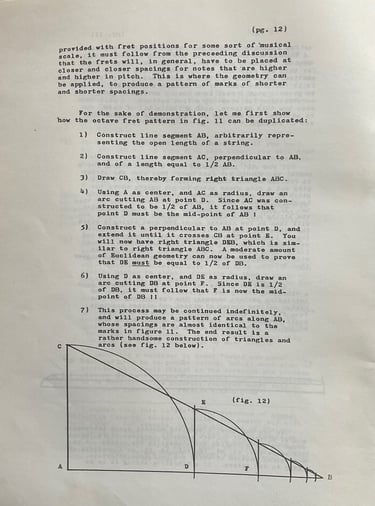 (pg. 12)
provided with fret positions for some sort of musical
scale, it must follow from the preceeding discussion
that the frets will, in general, have to be placed at
closer and closer spacings for notes that are higher
and higher in pitch. This is where the geometry can
be applied, to produce a pattern of marks of shorter
and shorter spacings.
For the sake of demonstration, let me first show
how the octave fret pattern in fig. 11 can be duplicated:
1) Construct line segment AB, arbitrarily repre-
senting the open length of a string.
2) Construct line segment AC, perpendicular to AB,
and of a length equal to 1/2 AB.
3) Draw CB, thereby forming right triangle ABC.
4) Using A as center, and AC as radius, draw an
arc cutting AB at point D. Since AC was con-
structed to be 1/2 of AB, it follows that
point D must be the mid-point of AB !
5) Construct a perpendicular to AB at point D, and
extend it until it crosses CB at point E. You
will now have right triangle DEB, which is sim-
iliar to right triangle ABC. A moderate amount
of Euclidean geometry can now be used to prove
that DE must be equal to 1/2 of DB.
6) Using D as center, and DE as radius, draw an
arc cutting DB at point F. Since DE is 1/2
of DB, it must follow that F is now the mid-
point of DB !!
7) This process may be continued indefinitely,
and will produce a pattern of arcs along AB,
whose spacings are almost identical to the
marks in figure 11. The end result is a
rather handsome construction of triangles and
arcs (see fig. 12 below).
C
E
(fig. 12)
A
D
F
B